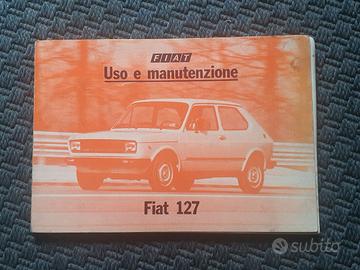 FIAT
Uso e manutenzione
Fiat 127
subito